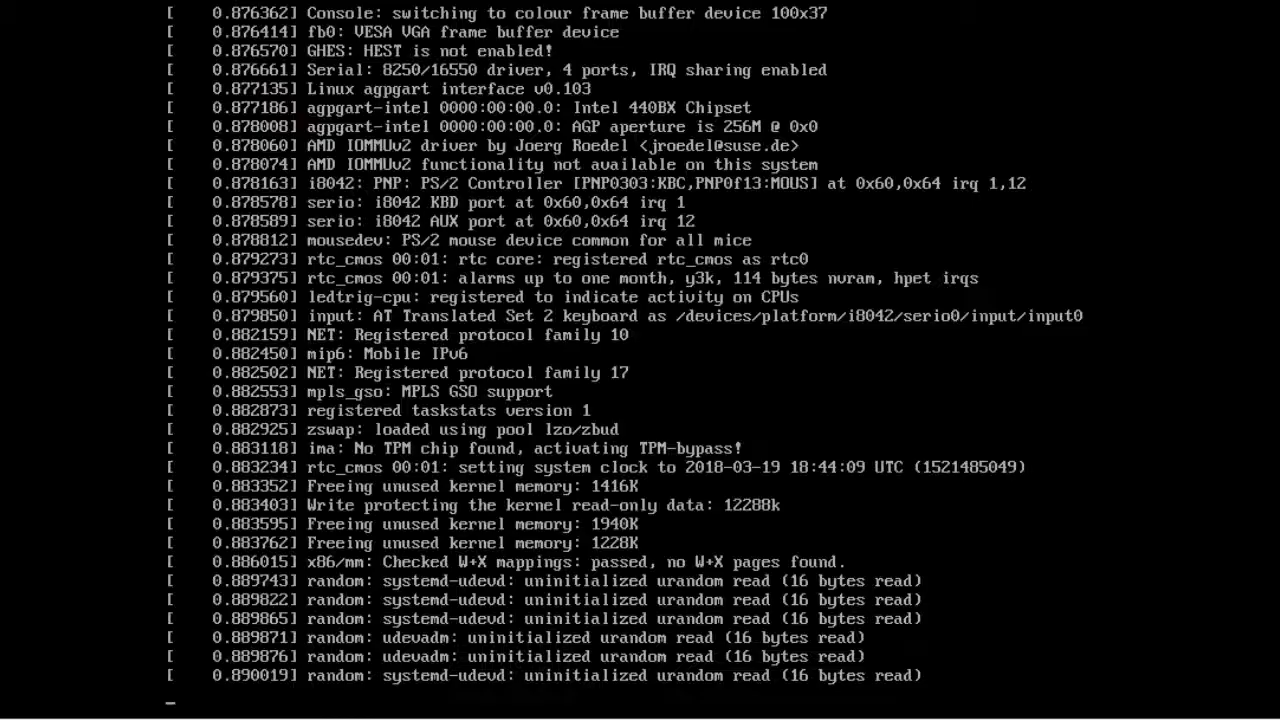 [    0.876362] Console: switching to colour frame buffer device 100x37
[    0.876414] fb0: VESA VGA frame buffer device
[    0.876570] GHES: HEST is not enabled!
[    0.876661] Serial: 8250/16550 driver, 4 ports, IRQ sharing enabled
[    0.877135] Linux agpgart interface v0.103
[    0.877186] agpgart-intel 0000:00:00.0: Intel 440BX Chipset
[    0.878008] agpgart-intel 0000:00:00.0: AGP aperture is 256M @ 0x0
[    0.878060] AMD IOMMUv2 driver by Joerg Roedel <jroedel@suse.de>
[    0.878074] AMD IOMMUv2 functionality not available on this system
[    0.878163] i8042: PNP: PS/2 Controller [PNP0303:KBC,PNP0f13:MOUS] at 0x60,0x64 irq 1,12
[    0.878578] serio: i8042 KBD port at 0x60,0x64 irq 1
[    0.878589] serio: i8042 AUX port at 0x60,0x64 irq 12
[    0.878812] mousedev: PS/2 mouse device common for all mice
[    0.879273] rtc_cmos 00:01: rtc core: registered rtc_cmos as rtc0
[    0.879375] rtc_cmos 00:01: alarms up to one month, y3k, 114 bytes nvram, hpet irqs
[    0.879560] ledtrig-cpu: registered to indicate activity on CPUs
[    0.879850] input: AT Translated Set 2 keyboard as /devices/platform/i8042/serio0/input/input0
[    0.882159] NET: Registered protocol family 10
[    0.882450] mip6: Mobile IPv6
[    0.882502] NET: Registered protocol family 17
[    0.882553] mpls_gso: MPLS GSO support
[    0.882873] registered taskstats version 1
[    0.882925] zswap: loaded using pool lzo/zbud
[    0.883118] ima: No TPM chip found, activating TPM-bypass!
[    0.883234] rtc_cmos 00:01: setting system clock to 2018-03-19 18:44:09 UTC (1521485049)
[    0.883352] Freeing unused kernel memory: 1416K
[    0.883403] Write protecting the kernel read-only data: 12288k
[    0.883595] Freeing unused kernel memory: 1940K
[    0.883762] Freeing unused kernel memory: 1228K
[    0.886015] x86/mm: Checked W+X mappings: passed, no W+X pages found.
[    0.889743] random: systemd-udevd: uninitialized urandom read (16 bytes read)
[    0.889822] random: systemd-udevd: uninitialized urandom read (16 bytes read)
[    0.889865] random: systemd-udevd: uninitialized urandom read (16 bytes read)
[    0.889871] random: udevadm: uninitialized urandom read (16 bytes read)
[    0.889876] random: udevadm: uninitialized urandom read (16 bytes read)
[    0.890019] random: systemd-udevd: uninitialized urandom read (16 bytes read)
_